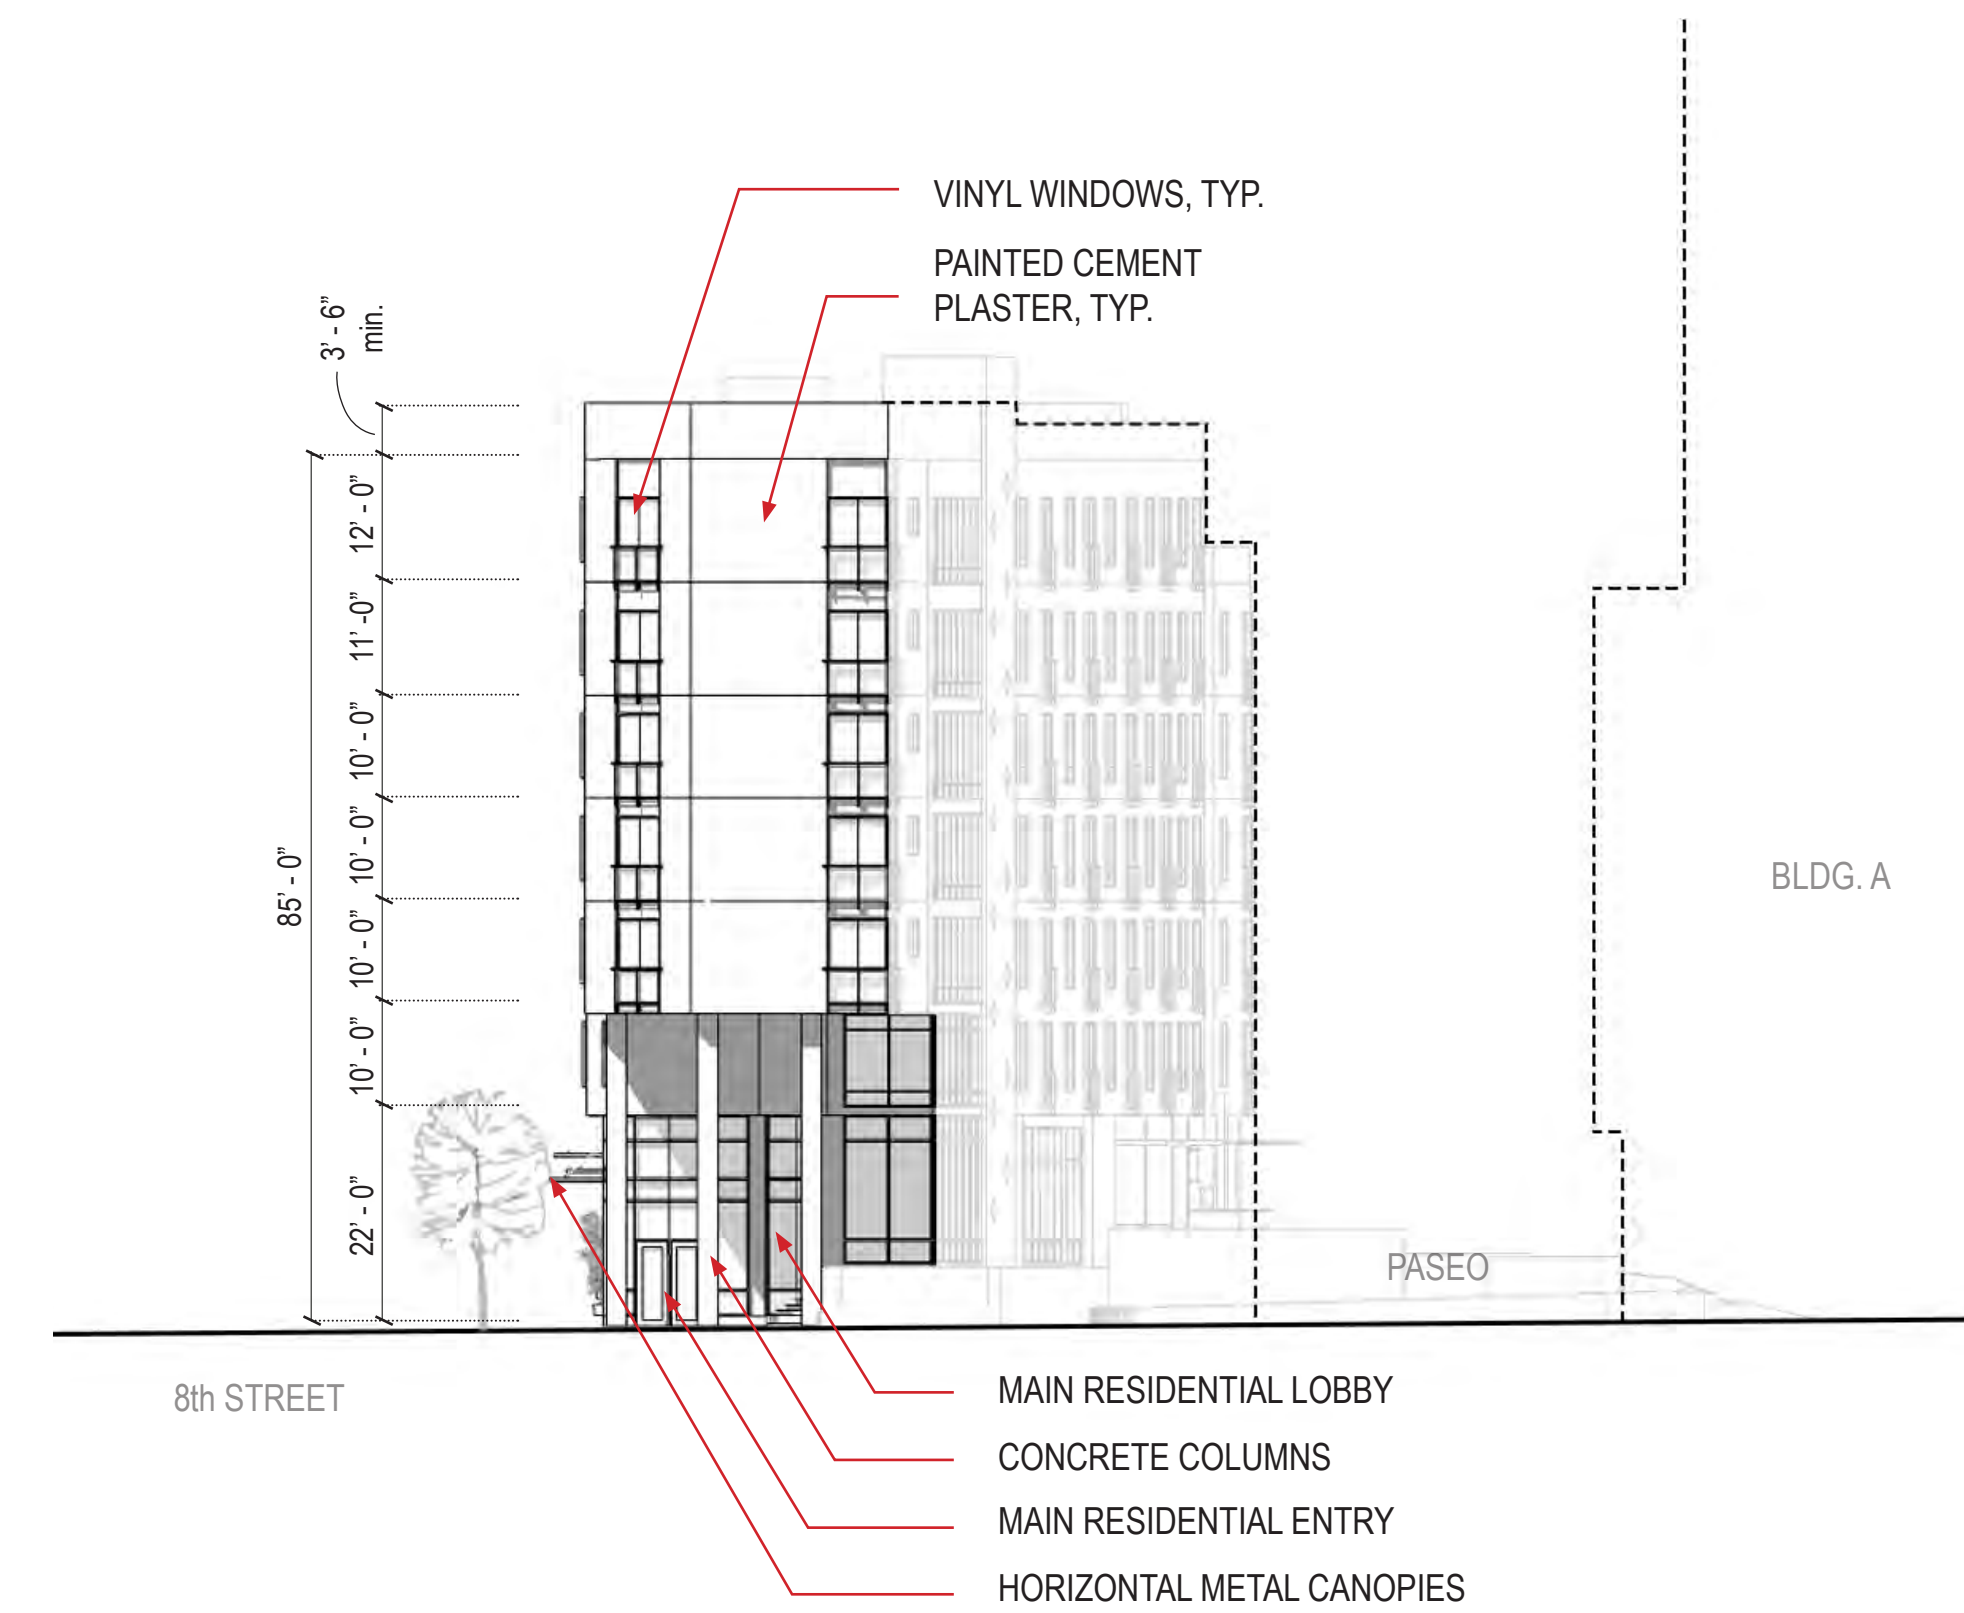 VINYL WINDOWS, TYP.
PAINTED CEMENT
PLASTER, TYP.
3’ - 6”
min.
12’ - 0”
11’ -0”
10’ - 0”
10’ - 0”
10’ - 0”
10’ - 0”
22’ - 0”
85’ - 0”
BLDG. A
PASEO
8th STREET
MAIN RESIDENTIAL LOBBY
CONCRETE COLUMNS
MAIN RESIDENTIAL ENTRY
HORIZONTAL METAL CANOPIES